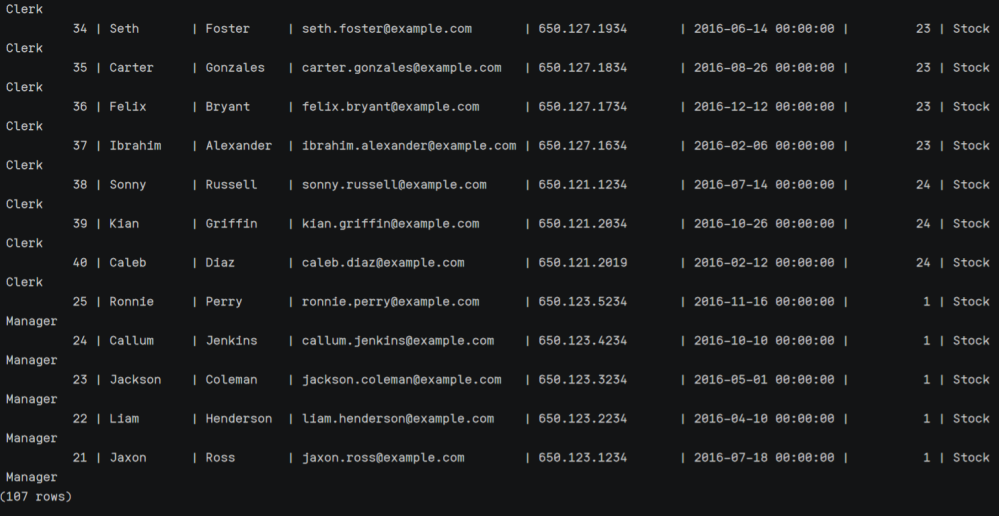 Clerk
34 | Seth | Foster | seth.foster@example.com | 650.127.1934 | 2016-06-14 00:00:00 | 23 | Stock
Clerk
35 | Carter | Gonzales | carter.gonzales@example.com | 650.127.1834 | 2016-08-26 00:00:00 | 23 | Stock
Clerk
36 | Felix | Bryant | felix.bryant@example.com | 650.127.1734 | 2016-12-12 00:00:00 | 23 | Stock
Clerk
37 | Ibrahim | Alexander | ibrahim.alexander@example.com | 650.127.1634 | 2016-02-06 00:00:00 | 23 | Stock
Clerk
38 | Sonny | Russell | sonny.russell@example.com | 650.121.1234 | 2016-07-14 00:00:00 | 24 | Stock
Clerk
39 | Kian | Griffin | kian.griffin@example.com | 650.121.2034 | 2016-10-26 00:00:00 | 24 | Stock
Clerk
40 | Caleb | Diaz | caleb.diaz@example.com | 650.121.2019 | 2016-02-12 00:00:00 | 24 | Stock
Clerk
25 | Ronnie | Perry | ronnie.perry@example.com | 650.123.5234 | 2016-11-16 00:00:00 | 1 | Stock
Manager
24 | Callum | Jenkins | callum.jenkins@example.com | 650.123.4234 | 2016-10-10 00:00:00 | 1 | Stock
Manager
23 | Jackson | Coleman | jackson.coleman@example.com | 650.123.3234 | 2016-05-01 00:00:00 | 1 | Stock
Manager
22 | Liam | Henderson | liam.henderson@example.com | 650.123.2234 | 2016-04-10 00:00:00 | 1 | Stock
Manager
21 | Jaxon | Ross | jaxon.ross@example.com | 650.123.1234 | 2016-07-18 00:00:00 | 1 | Stock
Manager
(107 rows)